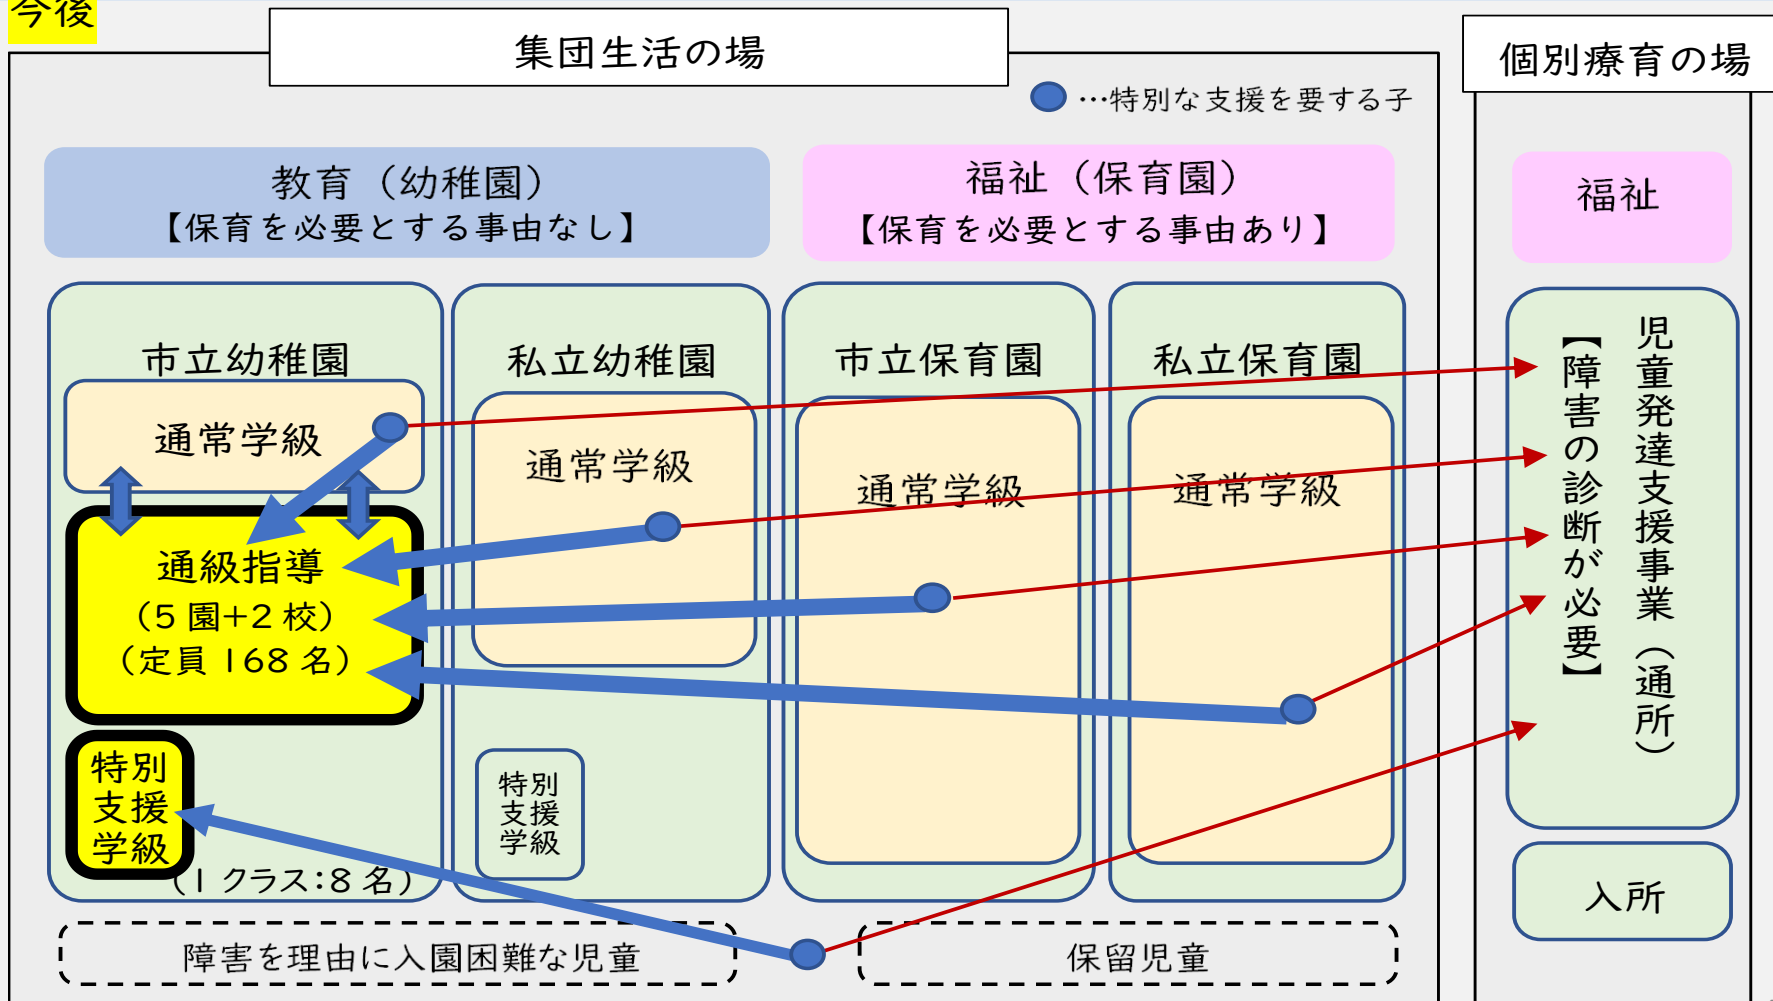 今後
集団生活の場
個別療育の場
…特別な支援を要する子
教育（幼稚園）
【保育を必要とする事由なし】
福祉（保育園）
【保育を必要とする事由あり】
福祉
市立幼稚園
私立幼稚園
市立保育園
私立保育園
通常学級
通常学級
通常学級
通常学級
通級指導
（5園+2校）
（定員168名）
特別
支援
学級
（1クラス：8名）
特別
支援
学級
児童発達支援事業（通所）
【障害の診断が必要】
入所
障害を理由に入園困難な児童
保留児童